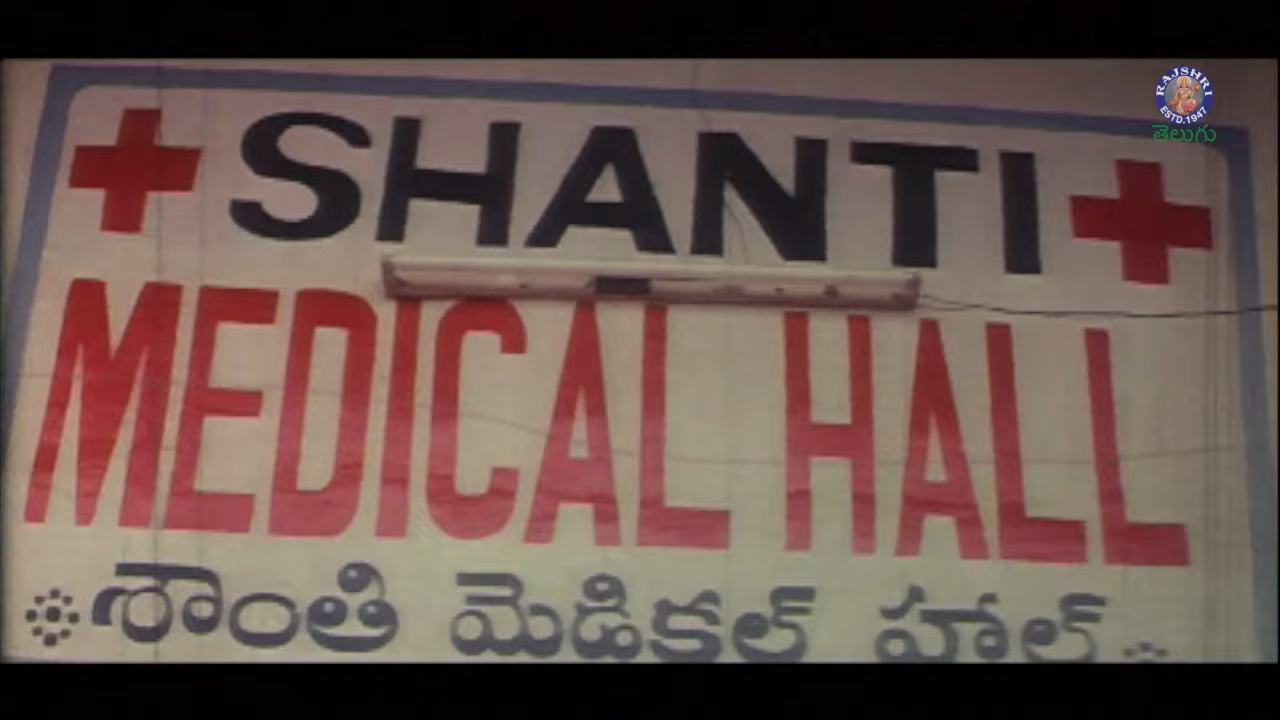 RAJSHRI
ESTD.1947
తెలుగు
SHANTI
MEDICAL HALL
శాంతి మెడికల్ హాల్